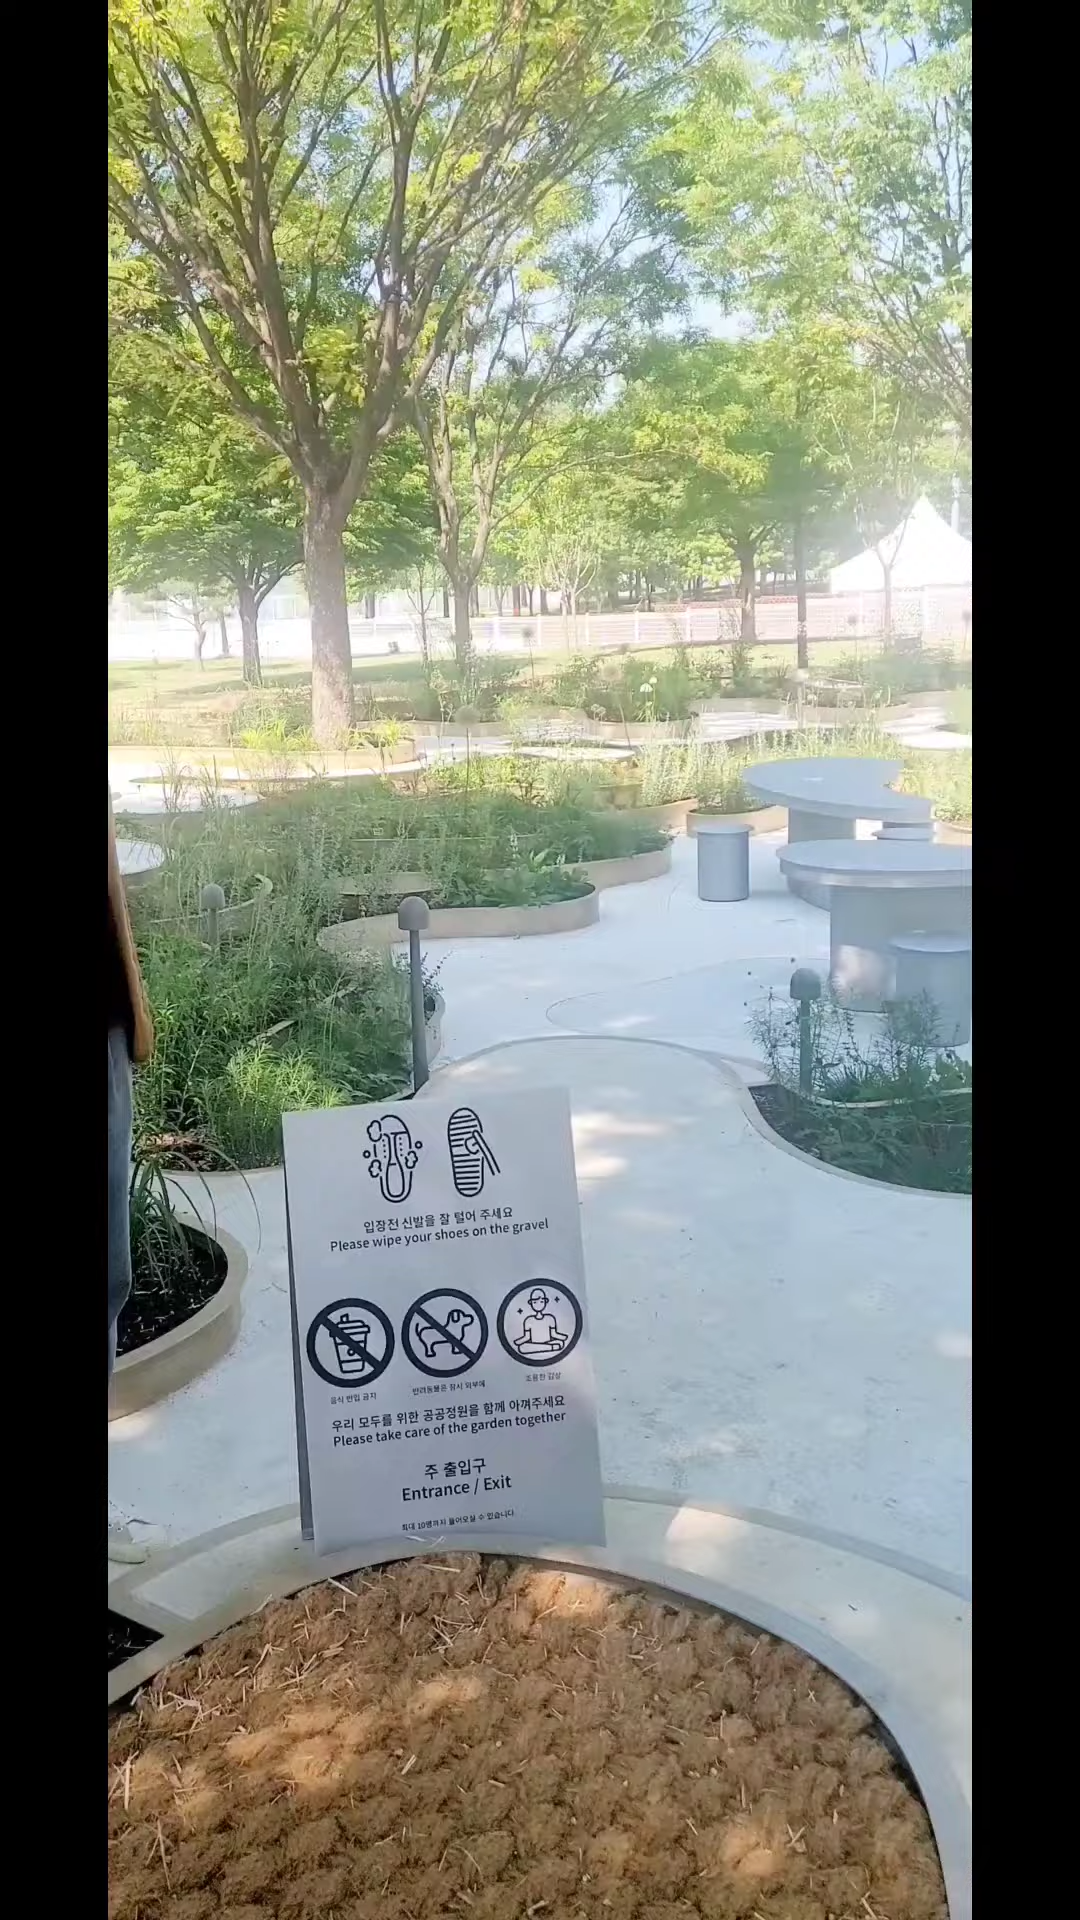 입장전 신발을 잘 털어 주세요
Please wipe your shoes on the gravel
음식 반입 금지
반려동물은 잠시 외부에
조용한 감상
우리 모두를 위한 공공정원을 함께 아껴주세요
Please take care of the garden together
주 출입구
Entrance / Exit
최대 10명까지 들어오실 수 있습니다.